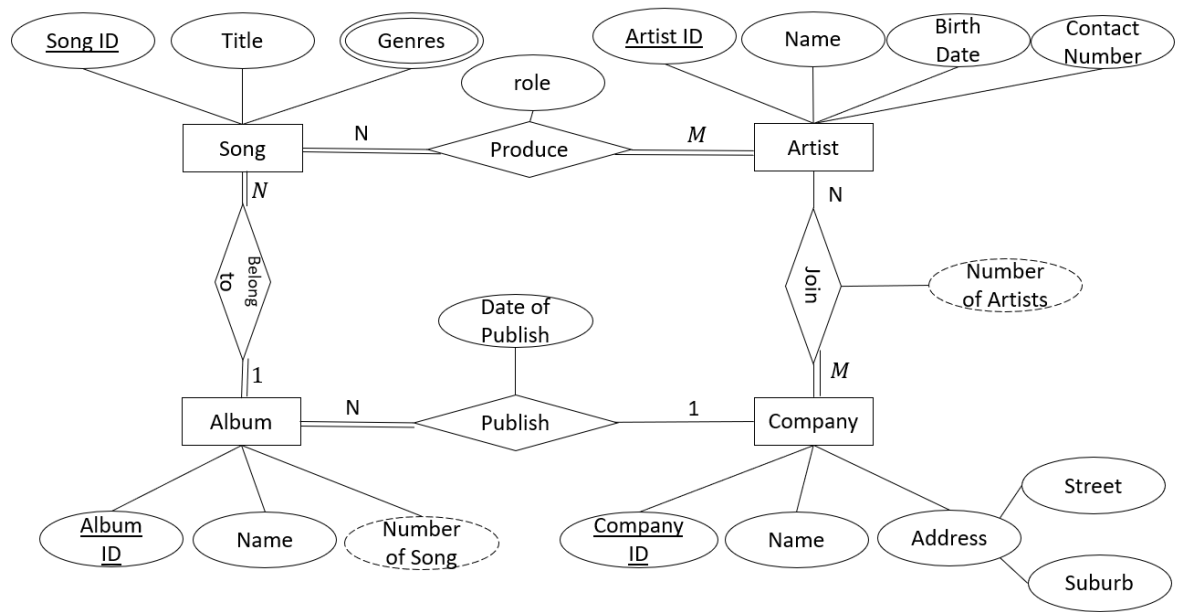 Song ID
Title
Genres
role
Artist ID
Name
Birth
Date
Contact
Number
Song
N
Produce
M
Artist
N
Belong
to
1
N
Join
M
Number
of Artists
Date of
Publish
Album
N
Publish
1
Company
Album
ID
Name
Number
of Song
Company
ID
Name
Address
Street
Suburb